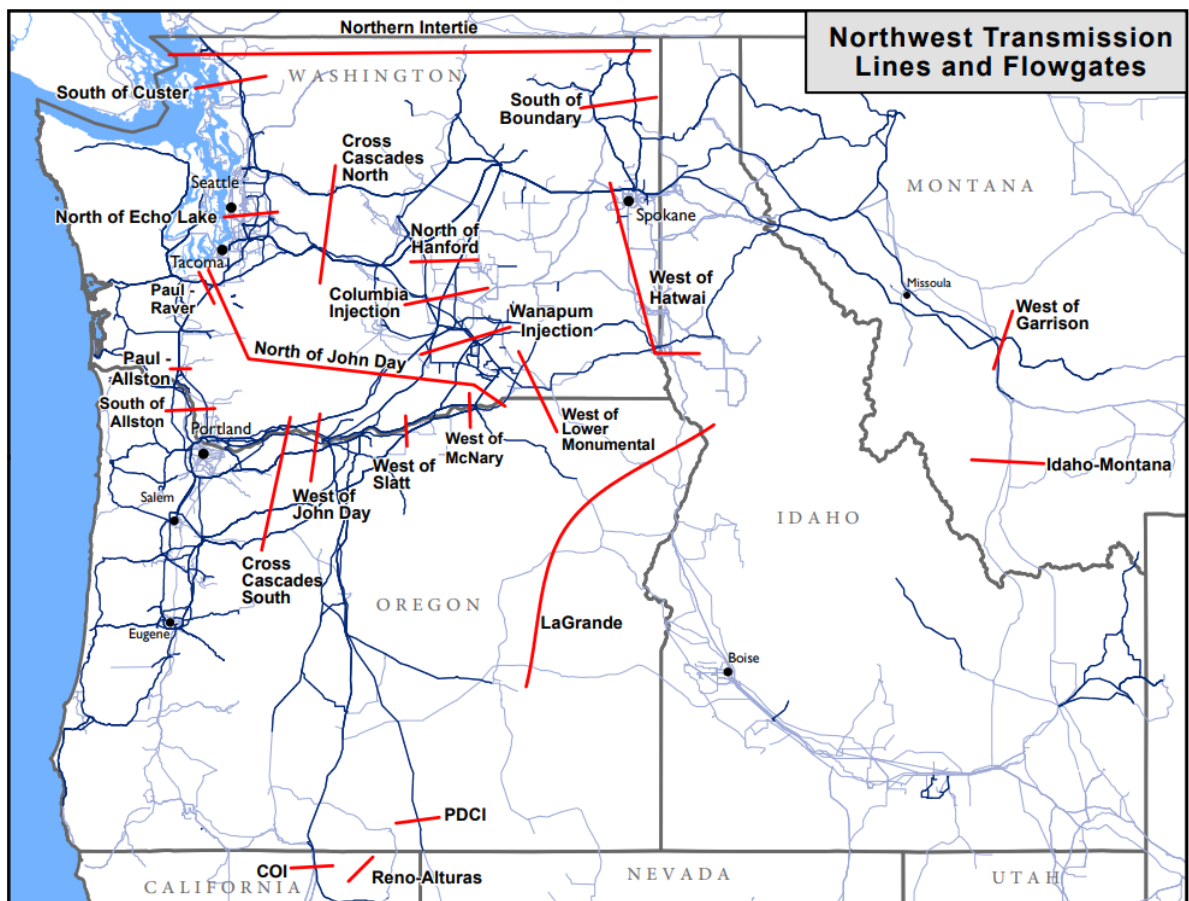 Northwest Transmission
Lines and Flowgates
Northern Intertie
WASHINGTON
South of Custer
South of
Boundary
Cross
Cascades
North
Seattle
MONTANA
North of Echo Lake
Spokane
North of
Hanford
Tacoma
West of
Hatwai
Missoula
Paul -
Raver
Columbia
Injection
Wanapum
Injection
West of
Garrison
North of John Day
Paul -
Allston
South of
Allston
Portland
West of
Lower
Monumental
West of
McNary
West of
Slatt
Idaho-Montana
Salem
West of
John Day
IDAHO
Cross
Cascades
South
OREGON
LaGrande
Eugene
Boise
PDCI
COI
Reno-Alturas
CALIFORNIA
NEVADA
UTAH